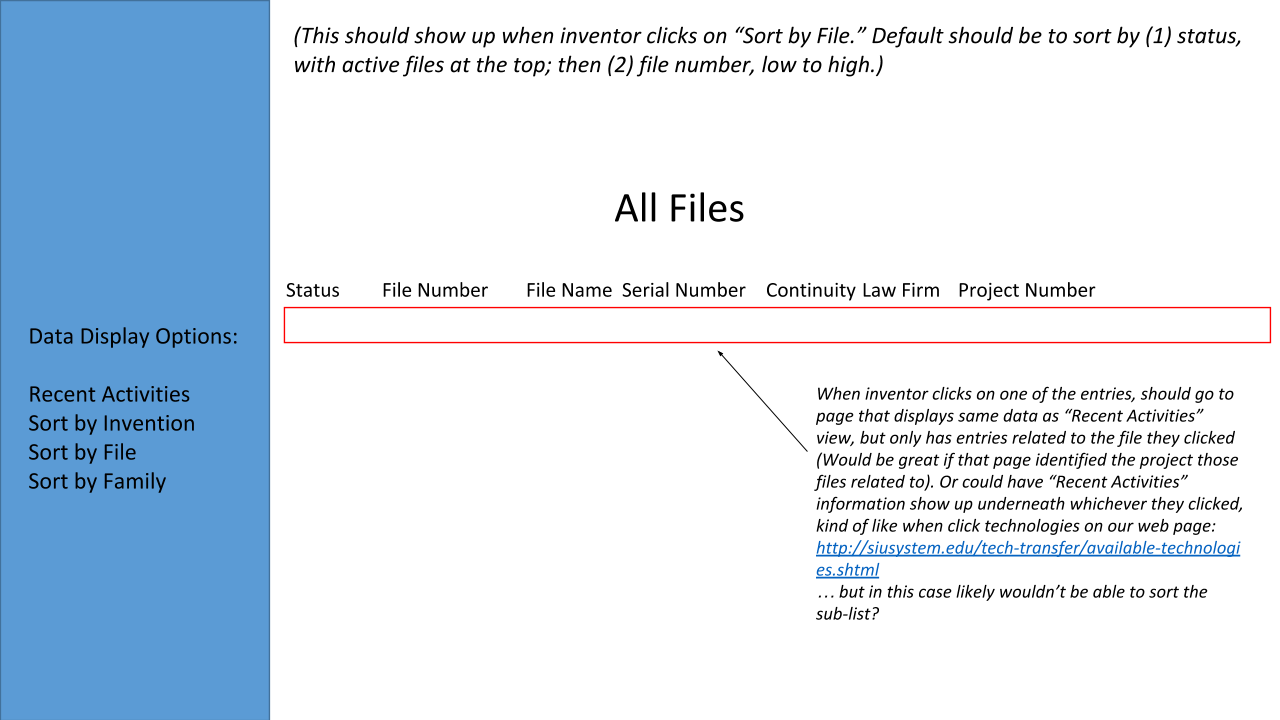 (This should show up when inventor clicks on “Sort by File.” Default should be to sort by (1) status,
with active files at the top; then (2) file number, low to high.)
All Files
Status File Number File Name Serial Number Continuity Law Firm Project Number
Data Display Options:
Recent Activities
Sort by Invention
Sort by File
Sort by Family
When inventor clicks on one of the entries, should go to
page that displays same data as “Recent Activities”
view, but only has entries related to the file they clicked
(Would be great if that page identified the project those
files related to). Or could have “Recent Activities”
information show up underneath whichever they clicked,
kind of like when click technologies on our web page:
http://siusystem.edu/tech-transfer/available-technologi
es.shtml
… but in this case likely wouldn’t be able to sort the
sub-list?